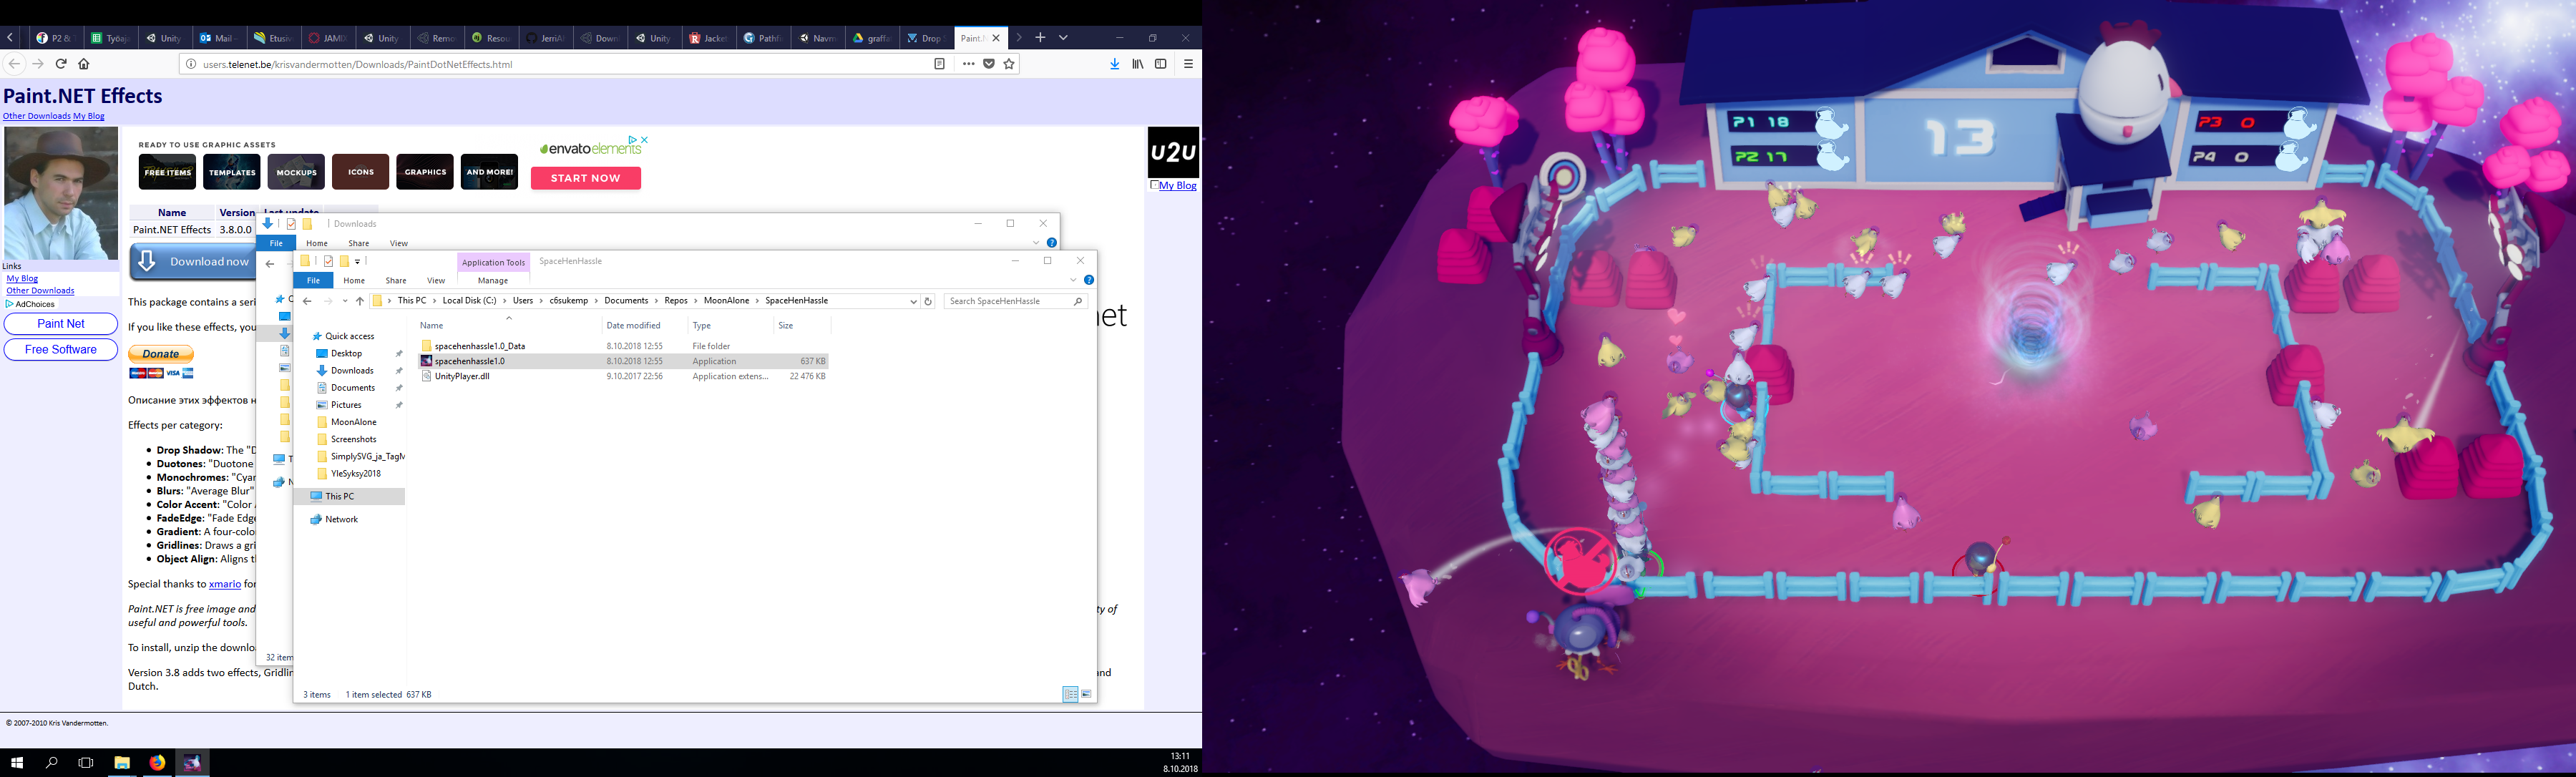 P2 &
Työaja
Unity
Mail -
Etusiv
JAMIX
Unity
Remo
Resou
JerriAl
Down
Unity
Jacket
Pathfi
Navm
graffa
Drop S
Paint.N
users.telenet.be/krisvandermotten/Downloads/PaintDotNetEffects.html
Paint.NET Effects
Other Downloads My Blog
READY TO USE GRAPHIC ASSETS
FREE ITEMS
TEMPLATES
MOCKUPS
ICONS
GRAPHICS
AND MORE!
envatoelements
START NOW
U2U
My Blog
Name Version Last update
Paint.NET Effects 3.8.0.0
Download now
Links
My Blog
Other Downloads
AdChoices
Paint Net
Free Software
This package contains a seri
If you like these effects, you
Donate
VISA
Описание этих эффектов н
Effects per category:
Drop Shadow: The "D
Duotones: "Duotone
Monochromes: "Cyar
Blurs: "Average Blur"
Color Accent: "Color
FadeEdge: "Fade Edge
Gradient: A four-colo
Gridlines: Draws a gri
Object Align: Aligns t
Special thanks to xmario for
Paint.NET is free image and
ty of
useful and powerful tools.
To install, unzip the downlo
Version 3.8 adds two effects, Gridlin
and
Dutch.
© 2007-2010 Kris Vandermotten.
Downloads
File Home Share View
32 item
Application Tools
SpaceHenHassle
File Home Share View Manage
This PC > Local Disk (C:) > Users > c6sukemp > Documents > Repos > MoonAlone > SpaceHenHassle
Search SpaceHenHassle
Name Date modified Type Size
spacehenhassle1.0_Data 8.10.2018 12:55 File folder
spacehenhassle1.0 8.10.2018 12:55 Application 637 KB
UnityPlayer.dll 9.10.2017 22:56 Application extens... 22 476 KB
Quick access
Desktop
Downloads
Documents
Pictures
MoonAlone
Screenshots
SimplySVG_ja_TagM
YleSyksy2018
This PC
Network
3 items 1 item selected 637 KB
et
13:11
8.10.2018
P1 18
P2 17
13
P3 0
P4 0